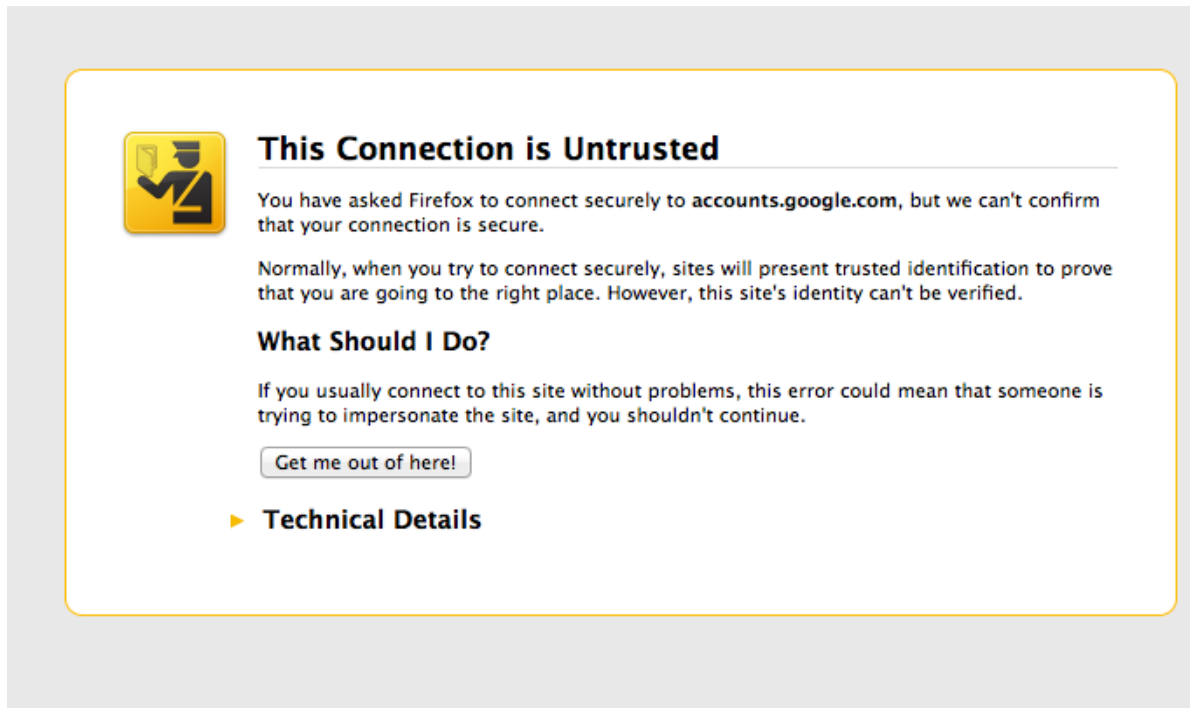 This Connection is Untrusted
You have asked Firefox to connect securely to accounts.google.com, but we can't confirm
that your connection is secure.
Normally, when you try to connect securely, sites will present trusted identification to prove
that you are going to the right place. However, this site's identity can't be verified.
What Should I Do?
If you usually connect to this site without problems, this error could mean that someone is
trying to impersonate the site, and you shouldn't continue.
Get me out of here!
Technical Details